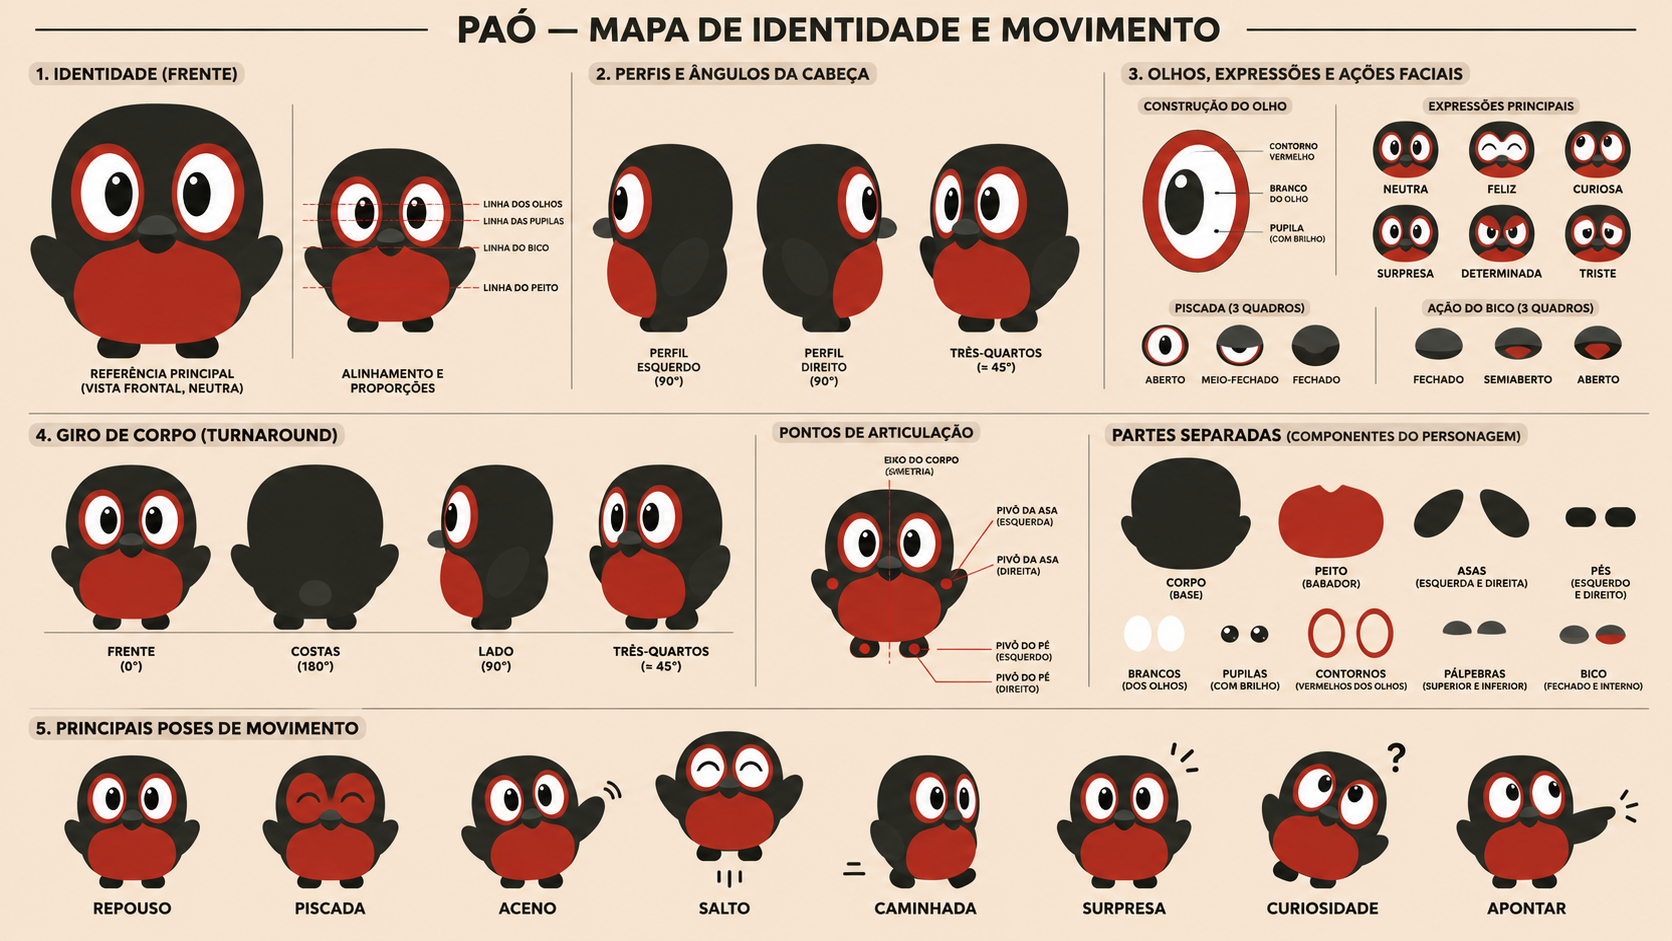 PAÓ — MAPA DE IDENTIDADE E MOVIMENTO
1. IDENTIDADE (FRENTE)
LINHA DOS OLHOS
LINHA DAS PUPILAS
LINHA DO BICO
LINHA DO PEITO
REFERÊNCIA PRINCIPAL
(VISTA FRONTAL, NEUTRA)
ALINHAMENTO E
PROPORÇÕES
2. PERFIS E ÂNGULOS DA CABEÇA
PERFIL
ESQUERDO
(90°)
PERFIL
DIREITO
(90°)
TRÊS-QUARTOS
(≈ 45°)
3. OLHOS, EXPRESSÕES E AÇÕES FACIAIS
CONSTRUÇÃO DO OLHO
CONTORNO
VERMELHO
BRANCO
DO OLHO
PUPILA
(COM BRILHO)
EXPRESSÕES PRINCIPAIS
NEUTRA
FELIZ
CURIOSA
SURPRESA
DETERMINADA
TRISTE
PISCADA (3 QUADROS)
ABERTO
MEIO-FECHADO
FECHADO
AÇÃO DO BICO (3 QUADROS)
FECHADO
SEMIABERTO
ABERTO
4. GIRO DE CORPO (TURNAROUND)
FRENTE
(0°)
COSTAS
(180°)
LADO
(90°)
TRÊS-QUARTOS
(≈ 45°)
PONTOS DE ARTICULAÇÃO
EIXO DO CORPO
(SIMETRIA)
PIVÔ DA ASA
(ESQUERDA)
PIVÔ DA ASA
(DIREITA)
PIVÔ DO PÉ
(ESQUERDO)
PIVÔ DO PÉ
(DIREITO)
PARTES SEPARADAS (COMPONENTES DO PERSONAGEM)
CORPO
(BASE)
PEITO
(BABADOR)
ASAS
(ESQUERDA E DIREITA)
PÉS
(ESQUERDO
E DIREITO)
BRANCOS
(DOS OLHOS)
PUPILAS
(COM BRILHO)
CONTORNOS
(VERMELHOS DOS OLHOS)
PÁLPEBRAS
(SUPERIOR E INFERIOR)
BICO
(FECHADO E INTERNO)
5. PRINCIPAIS POSES DE MOVIMENTO
?
REPOUSO
PISCADA
ACENO
SALTO
CAMINHADA
SURPRESA
CURIOSIDADE
APONTAR